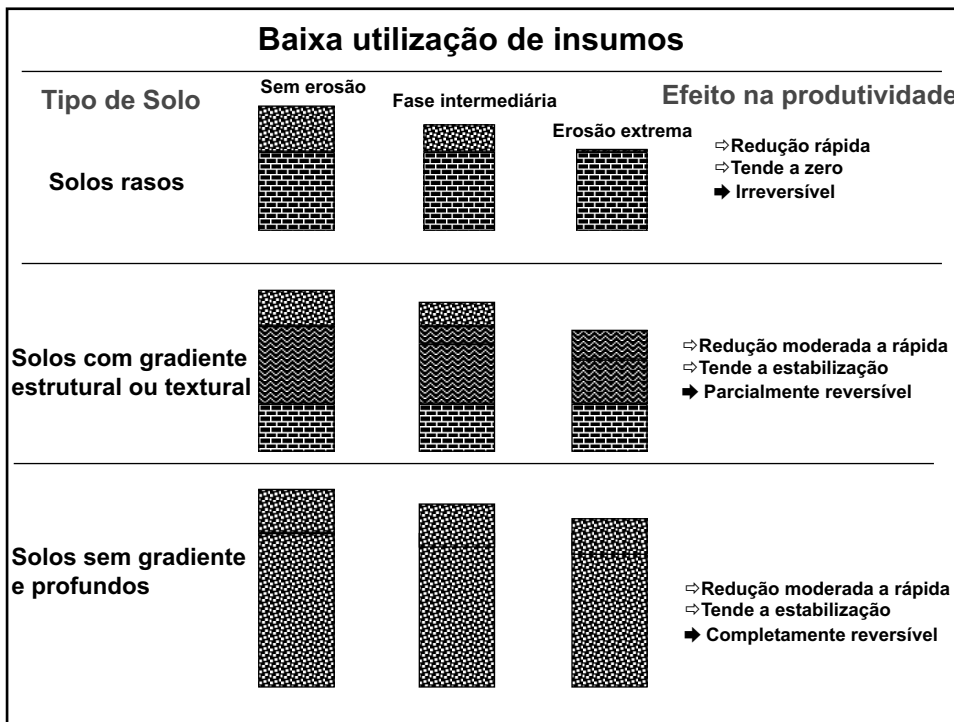 Baixa utilização de insumos
Tipo de Solo
Sem erosão
Fase intermediária
Erosão extrema
Efeito na produtividade
Solos rasos
⇨Redução rápida
⇨Tende a zero
➡ Irreversível
Solos com gradiente
estrutural ou textural
⇨Redução moderada a rápida
⇨Tende a estabilização
➡ Parcialmente reversível
Solos sem gradiente
e profundos
⇨Redução moderada a rápida
⇨Tende a estabilização
➡ Completamente reversível